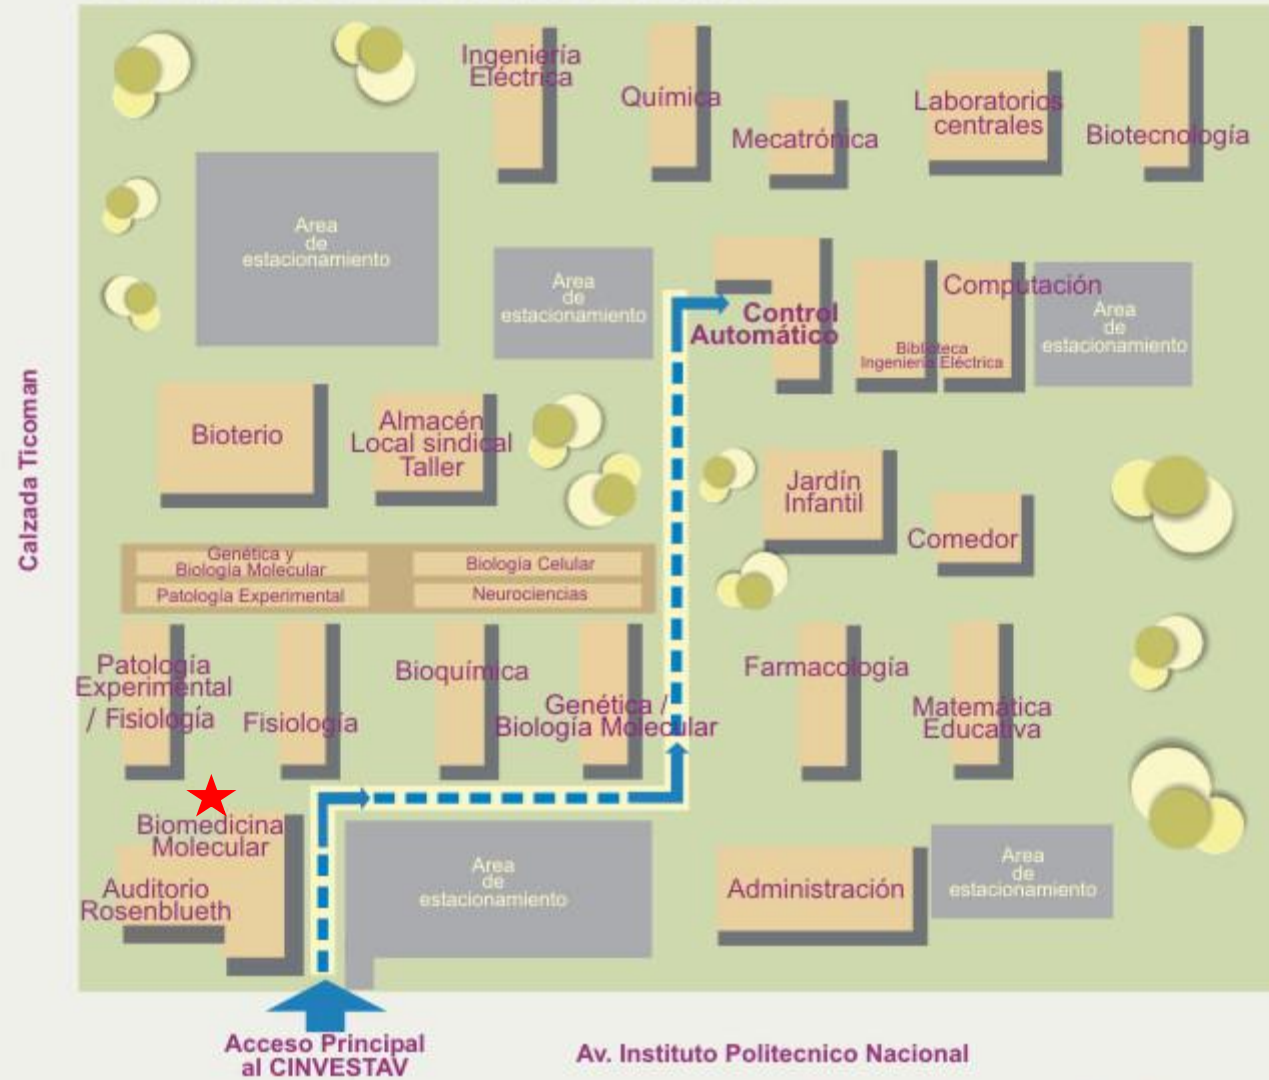 Ingeniería
Eléctrica
Química
Mecatrónica
Laboratorios
centrales
Biotecnología
Area
de
estacionamiento
Area
de
estacionamiento
Control
Automático
Computación
Biblioteca
Ingenieria Eléctrica
Area
de
estacionamiento
Calzada Ticoman
Bioterio
Almacén
Local sindical
Taller
Jardín
Infantil
Comedor
Genética y
Biología Molecular
Biología Celular
Patología Experimental
Neurociencias
Patología
Experimental
/ Fisiología
Fisiología
Bioquímica
Genética /
Biología Molecular
Farmacología
Matemática
Educativa
Biomedicina
Molecular
Auditorio
Rosenblueth
Area
de
estacionamiento
Administración
Area
de
estacionamiento
Acceso Principal
al CINVESTAV
Av. Instituto Politecnico Nacional